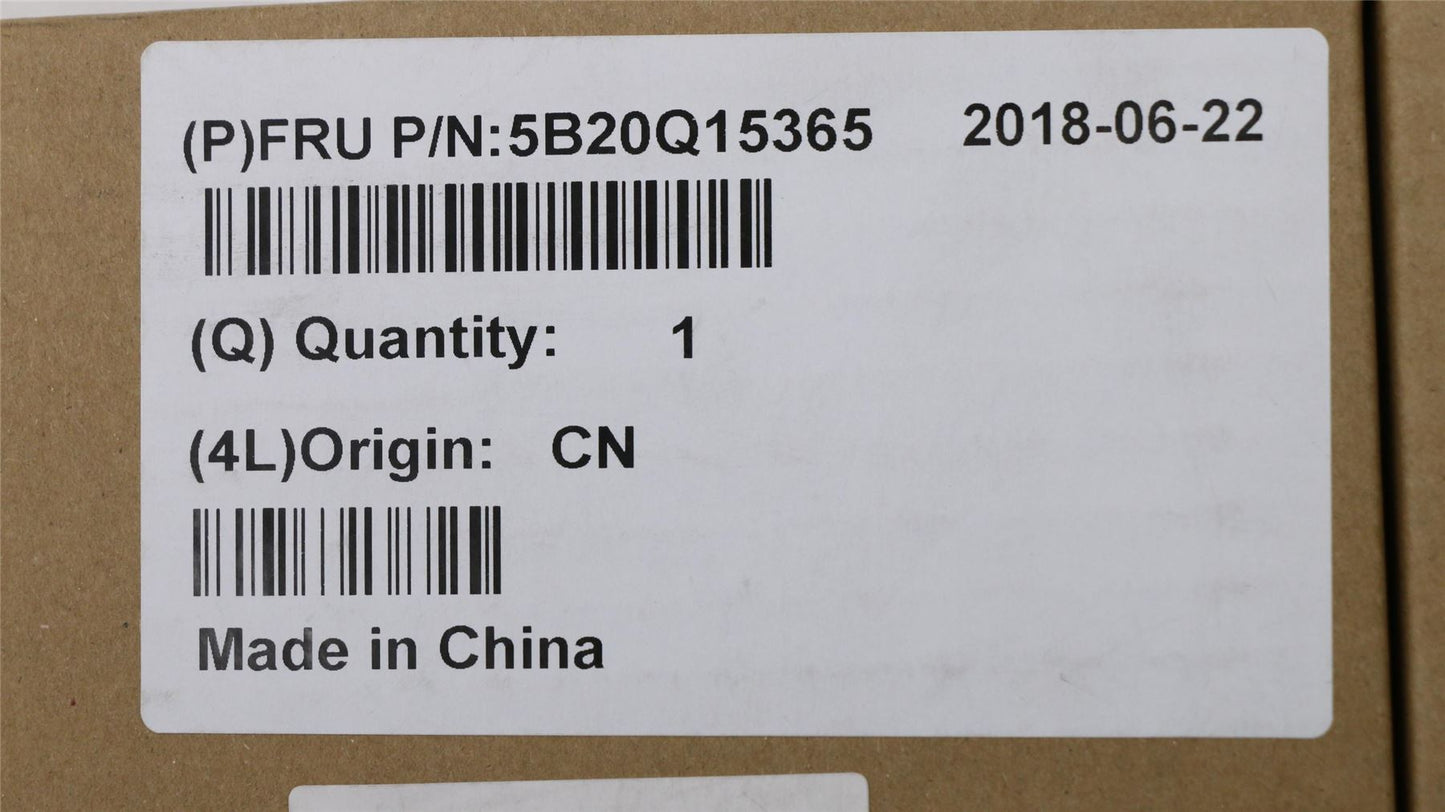 (P)FRU P/N:5B20Q15365 2018-06-22
(Q) Quantity: 1
(4L)Origin: CN
Made in China